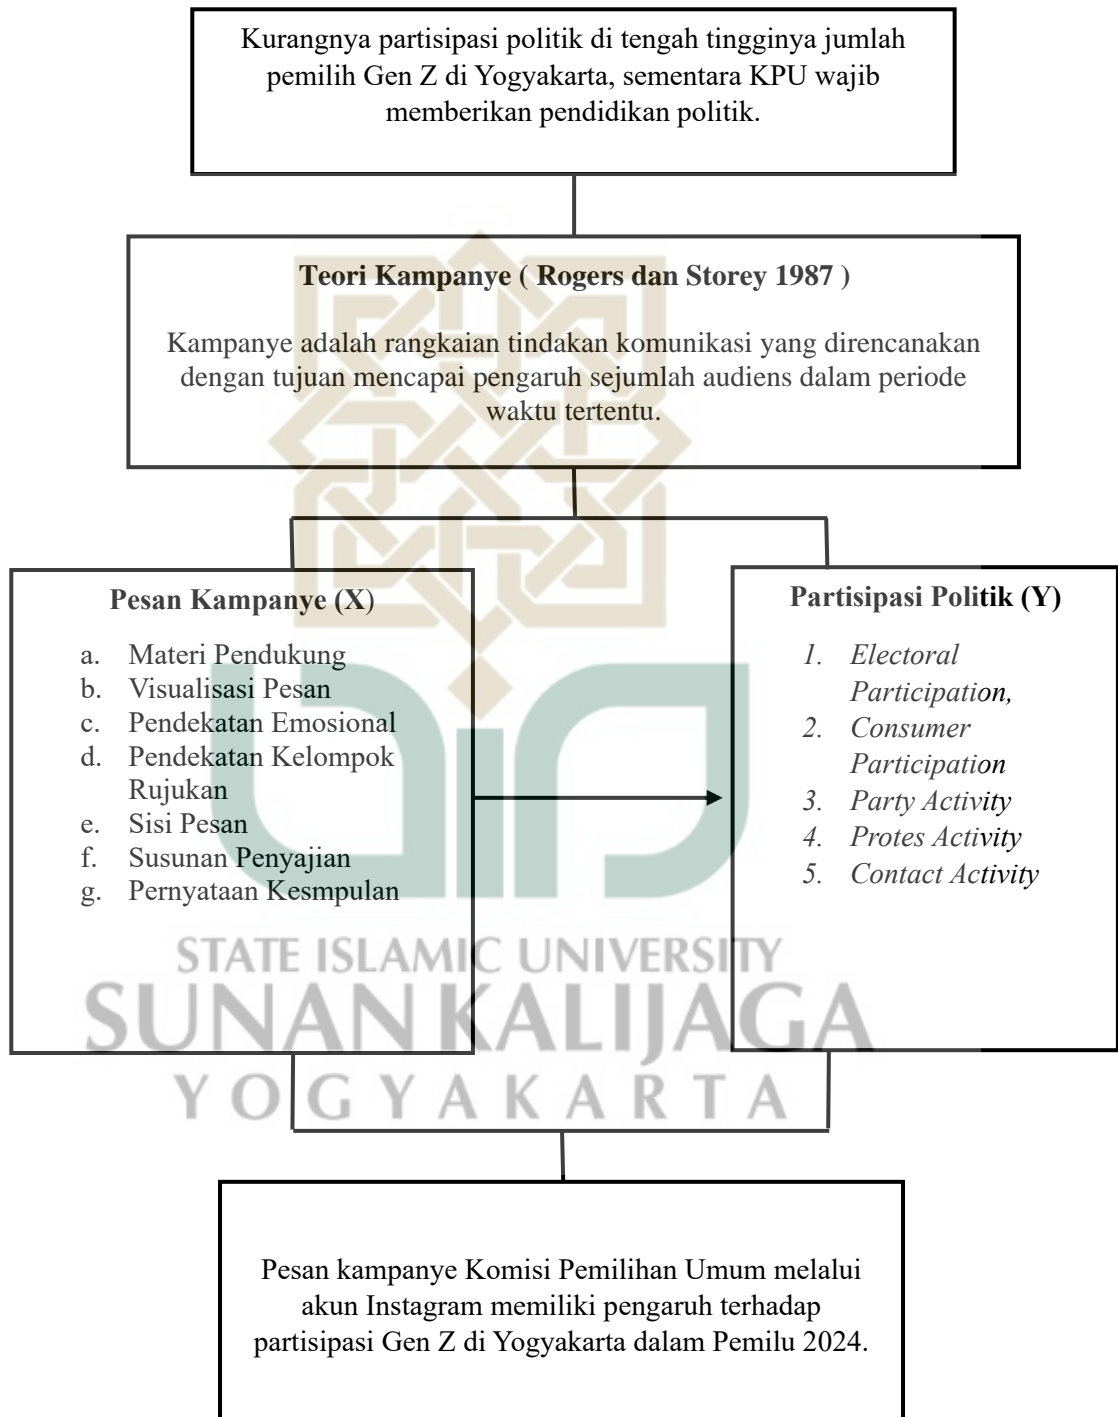 Kurangnya partisipasi politik di tengah tingginya jumlah
pemilih Gen Z di Yogyakarta, sementara KPU wajib
memberikan pendidikan politik.
Teori Kampanye ( Rogers dan Storey 1987 )
Kampanye adalah rangkaian tindakan komunikasi yang direncanakan
dengan tujuan mencapai pengaruh sejumlah audiens dalam periode
waktu tertentu.
Pesan Kampanye (X)
a. Materi Pendukung
b. Visualisasi Pesan
c. Pendekatan Emosional
d. Pendekatan Kelompok
Rujukan
e. Sisi Pesan
f. Susunan Penyajian
g. Pernyataan Kesmpulan
Partisipasi Politik (Y)
1. Electoral
Participation,
2. Consumer
Participation
3. Party Activity
4. Protes Activity
5. Contact Activity
STATE ISLAMIC UNIVERSITY
SUNAN KALIJAGA
YOGYAKARTA
Pesan kampanye Komisi Pemilihan Umum melalui
akun Instagram memiliki pengaruh terhadap
partisipasi Gen Z di Yogyakarta dalam Pemilu 2024.